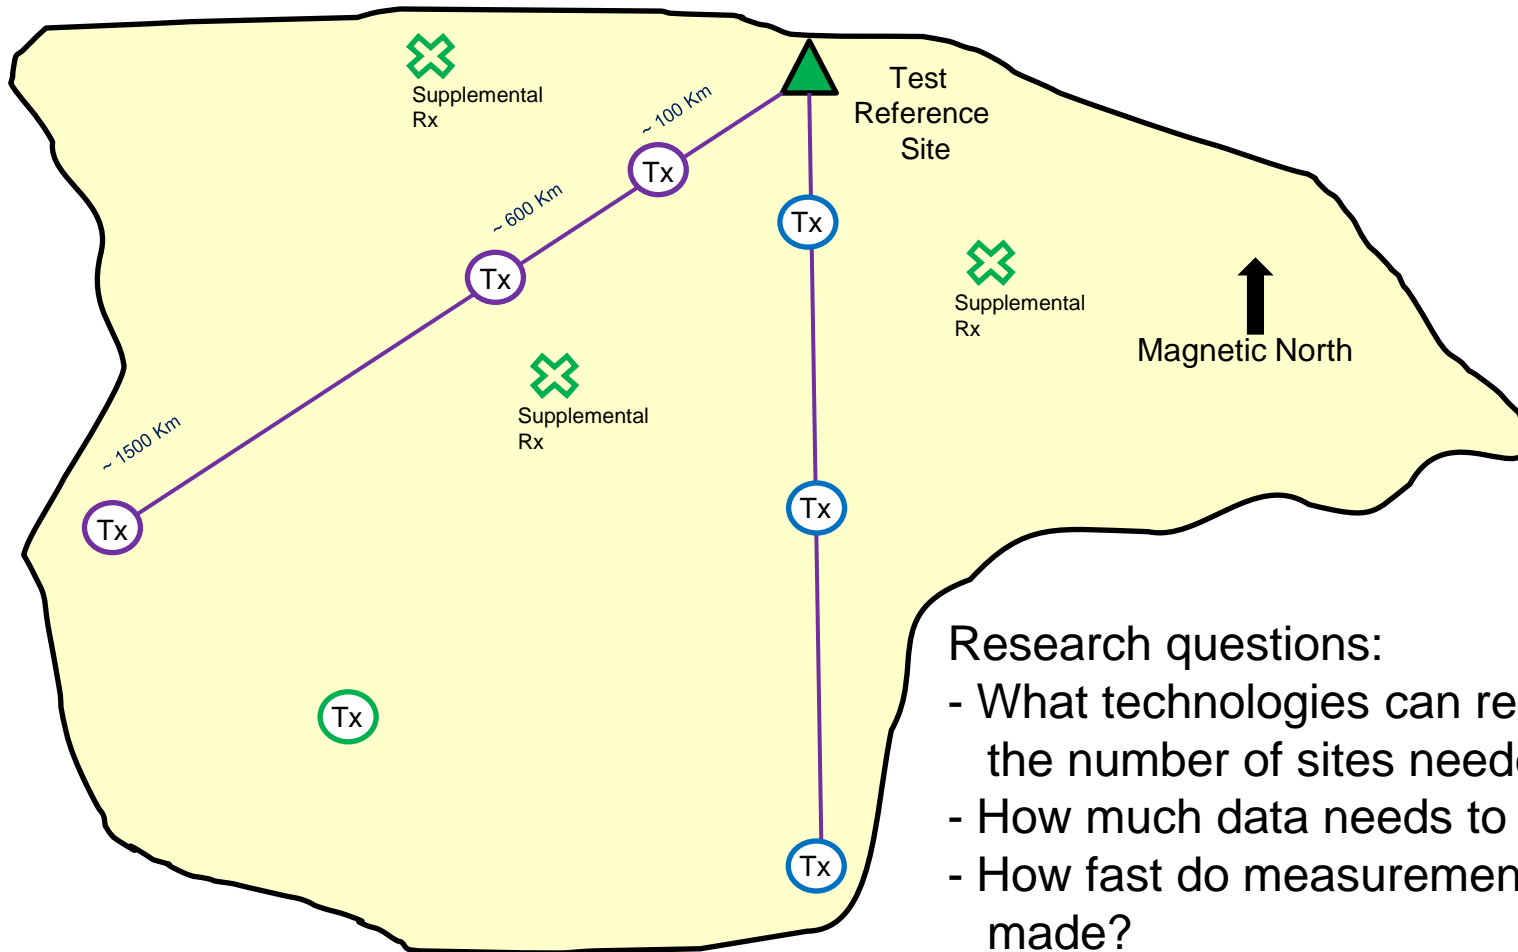 Supplemental
Rx
~ 100 Km
Test
Reference
Site
Tx
~ 600 Km
Tx
Tx
Supplemental
Rx
Magnetic North
Supplemental
Rx
~ 1500 Km
Tx
Tx
Research questions:
- What technologies can re
the number of sites neede
- How much data needs to
- How fast do measuremen
made?
Tx
Tx